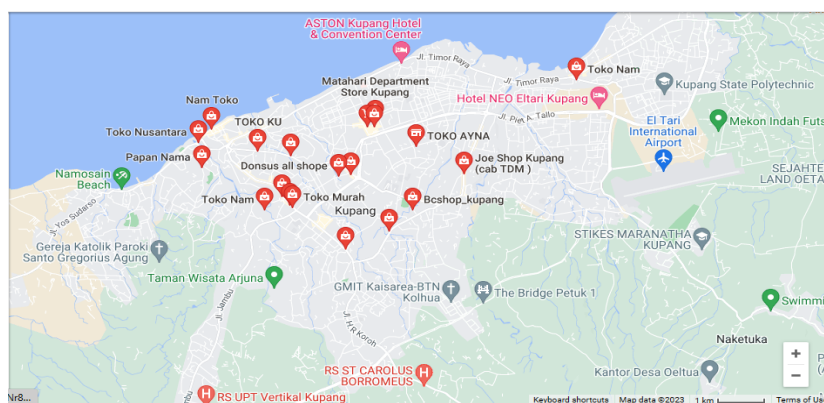 ASTON Kupang Hotel
& Convention Center
Jl. Timor Raya
Jl. Timor Raya
Toko Nam
Matahari Department
Store Kupang
Kupang State Polytechnic
Hotel NEO Eltari Kupang
Nam Toko
TOKO KU
Jl. Piet A. Tallo
El Tari
International
Airport
Mekon Indah Futs
Toko Nusantara
TOKO AYNA
Papan Nama
Donsus all shope
Joe Shop Kupang
(cab TDM )
Namosain
Beach
SEJAHTE
LAND OETA
Toko Nam
Toko Murah
Bcshop_kupang
Kupang
Jl. Yos Sudarso
STIKES MARANATHA
KUPANG
Gereja Katolik Paroki
Santo Gregorius Agung
Taman Wisata Arjuna
GMIT Kaisarea-BTN
Kolhua
The Bridge Petuk 1
Swimmi
Jl. Jambu
Jl. H R Koroh
Naketuka
RS ST CAROLUS
BORROMEUS
Kantor Desa Oeltua
P
(A
RS UPT Vertikal Kupang
Nr8...
+
−
Keyboard shortcuts
Map data ©2023
1 km
Terms of Us